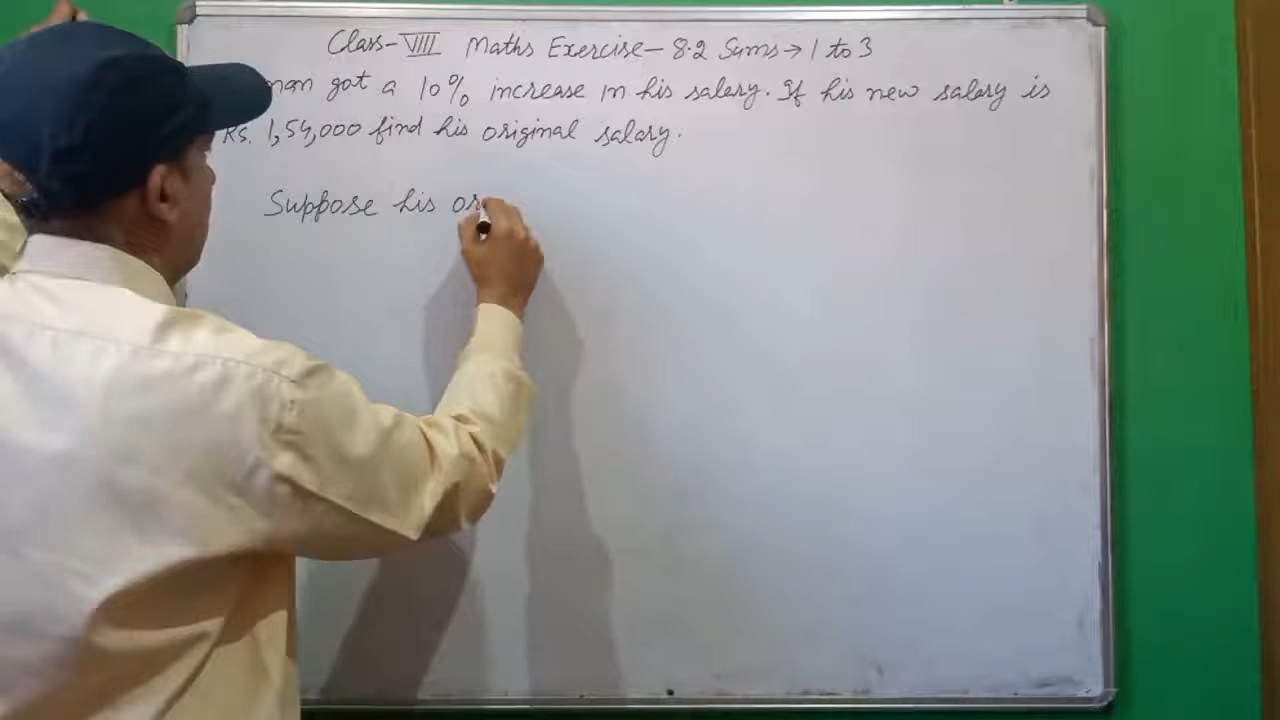 Class-VIII Maths Exercise-8.2 Sums→1 to 3
man got a 10% increase in his salary. If his new salary is
Rs. 1,54,000 find his original salary.
Suppose his or